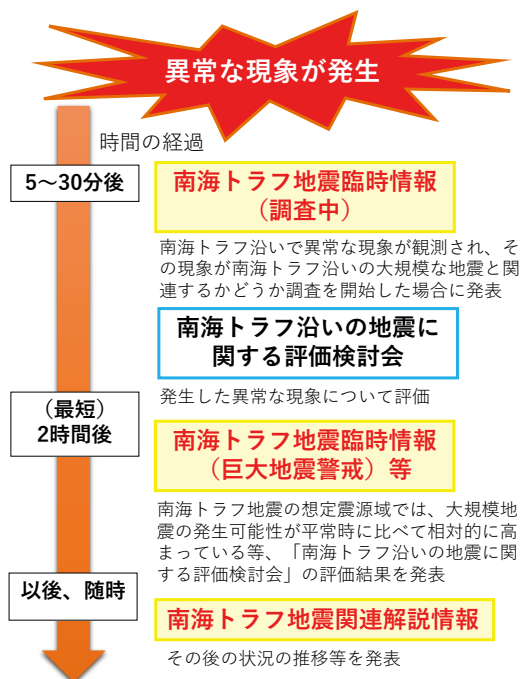 異常な現象が発生
時間の経過
5～30分後
南海トラフ地震臨時情報
（調査中）
南海トラフ沿いで異常な現象が観測され、そ
の現象が南海トラフ沿いの大規模な地震と関
連するかどうか調査を開始した場合に発表
南海トラフ沿いの地震に
関する評価検討会
発生した異常な現象について評価
（最短）
2時間後
南海トラフ地震臨時情報
（巨大地震警戒）等
南海トラフ地震の想定震源域では、大規模地
震の発生可能性が平常時に比べて相対的に高
まっている等、「南海トラフ沿いの地震に関
する評価検討会」の評価結果を発表
以後、随時
南海トラフ地震関連解説情報
その後の状況の推移等を発表